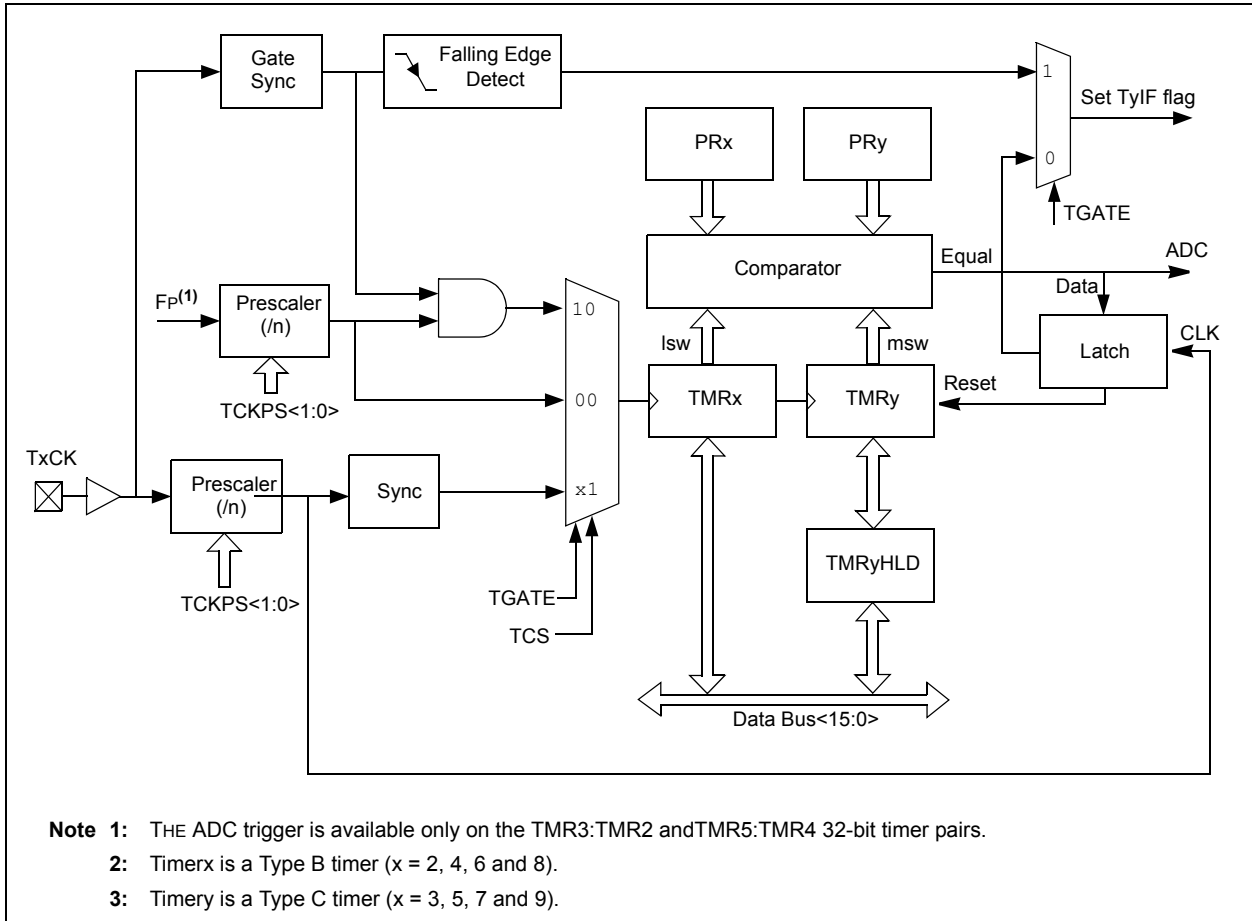 Gate
Sync
Falling Edge
Detect
1
Set TyIF flag
PRx
PRy
0
TGATE
Comparator
Equal
ADC
Data
FP(1)
Prescaler
(/n)
10
lsw
msw
Latch
CLK
TCKPS<1:0>
00
TMRx
TMRy
Reset
TxCK
Prescaler
(/n)
Sync
x1
TCKPS<1:0>
TMRyHLD
TGATE
TCS
Data Bus<15:0>
Note 1: THE ADC trigger is available only on the TMR3:TMR2 andTMR5:TMR4 32-bit timer pairs.
2: Timerx is a Type B timer (x = 2, 4, 6 and 8).
3: Timery is a Type C timer (x = 3, 5, 7 and 9).